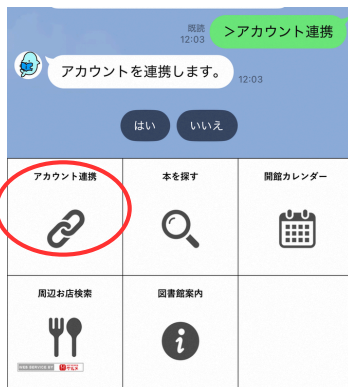 既読
12:03
>アカウント連携
アカウントを連携します。
12:03
はい
いいえ
アカウント連携
本を探す
開館カレンダー
周辺お店検索
図書館案内